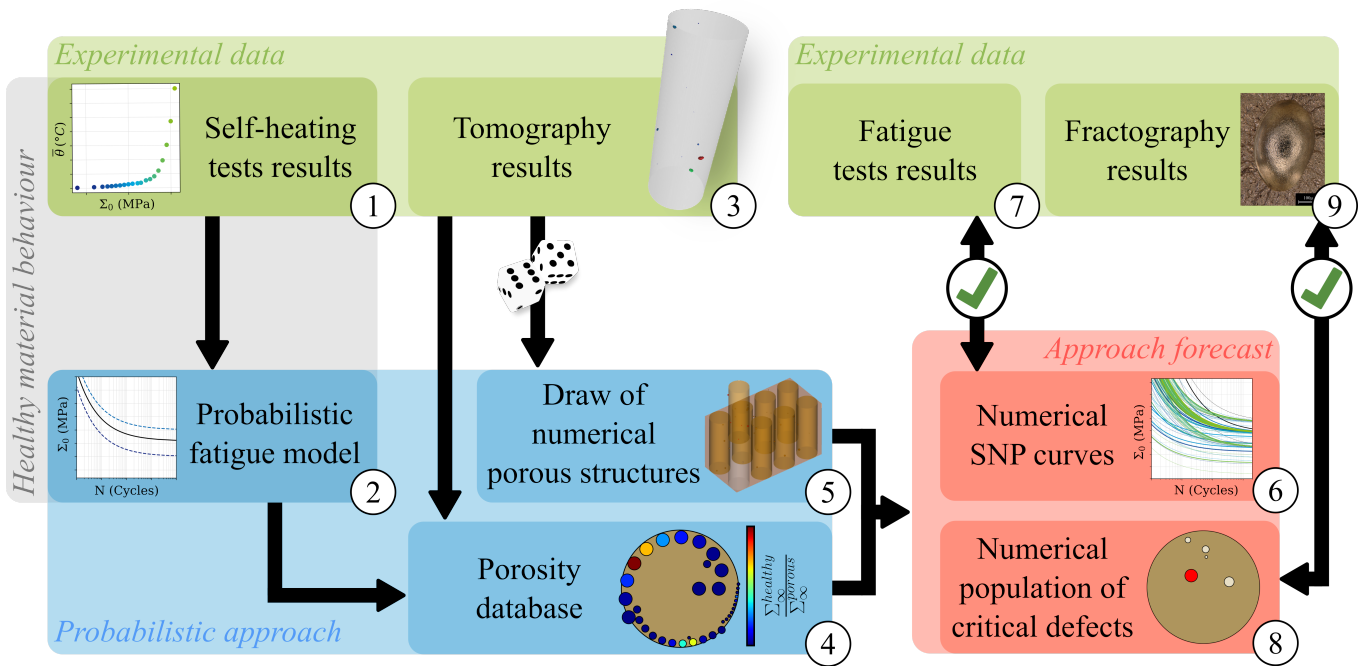 Experimental data
Healthy material behaviour
θ̅ (°C)
Σ₀ (MPa)
Self-heating
tests results
1
Tomography
results
3
Experimental data
Fatigue
tests results
7
Fractography
results
9
Σ₀ (MPa)
N (Cycles)
Probabilistic
fatigue model
2
Draw of
numerical
porous structures
5
Porosity
database
Σ∞^healthy
Σ∞^porous
4
Probabilistic approach
Approach forecast
Numerical
SNP curves
Σ₀ (MPa)
N (Cycles)
6
Numerical
population of
critical defects
8